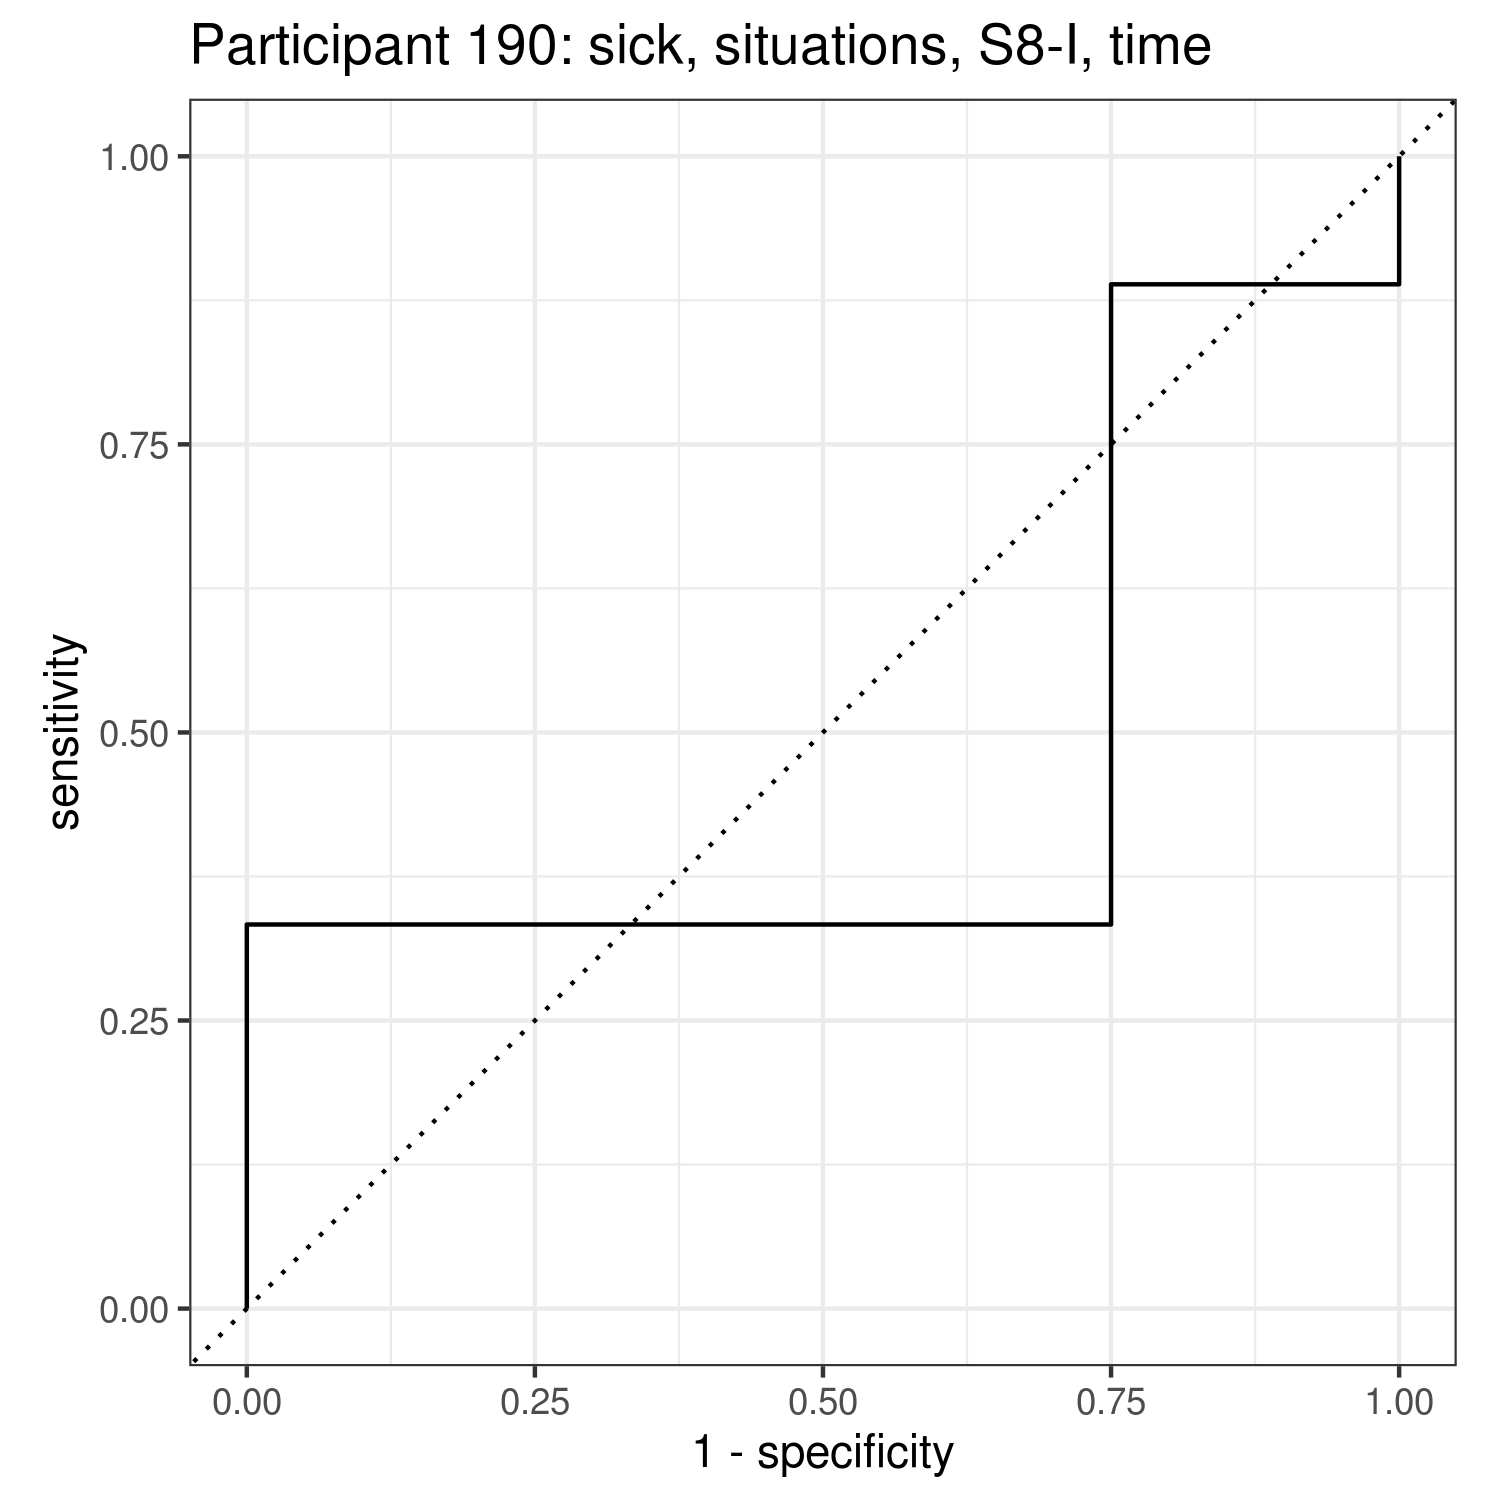 Participant 190: sick, situations, S8-I, time
1.00
0.75
0.50
0.25
0.00
sensitivity
0.00 0.25 0.50 0.75 1.00
1 - specificity